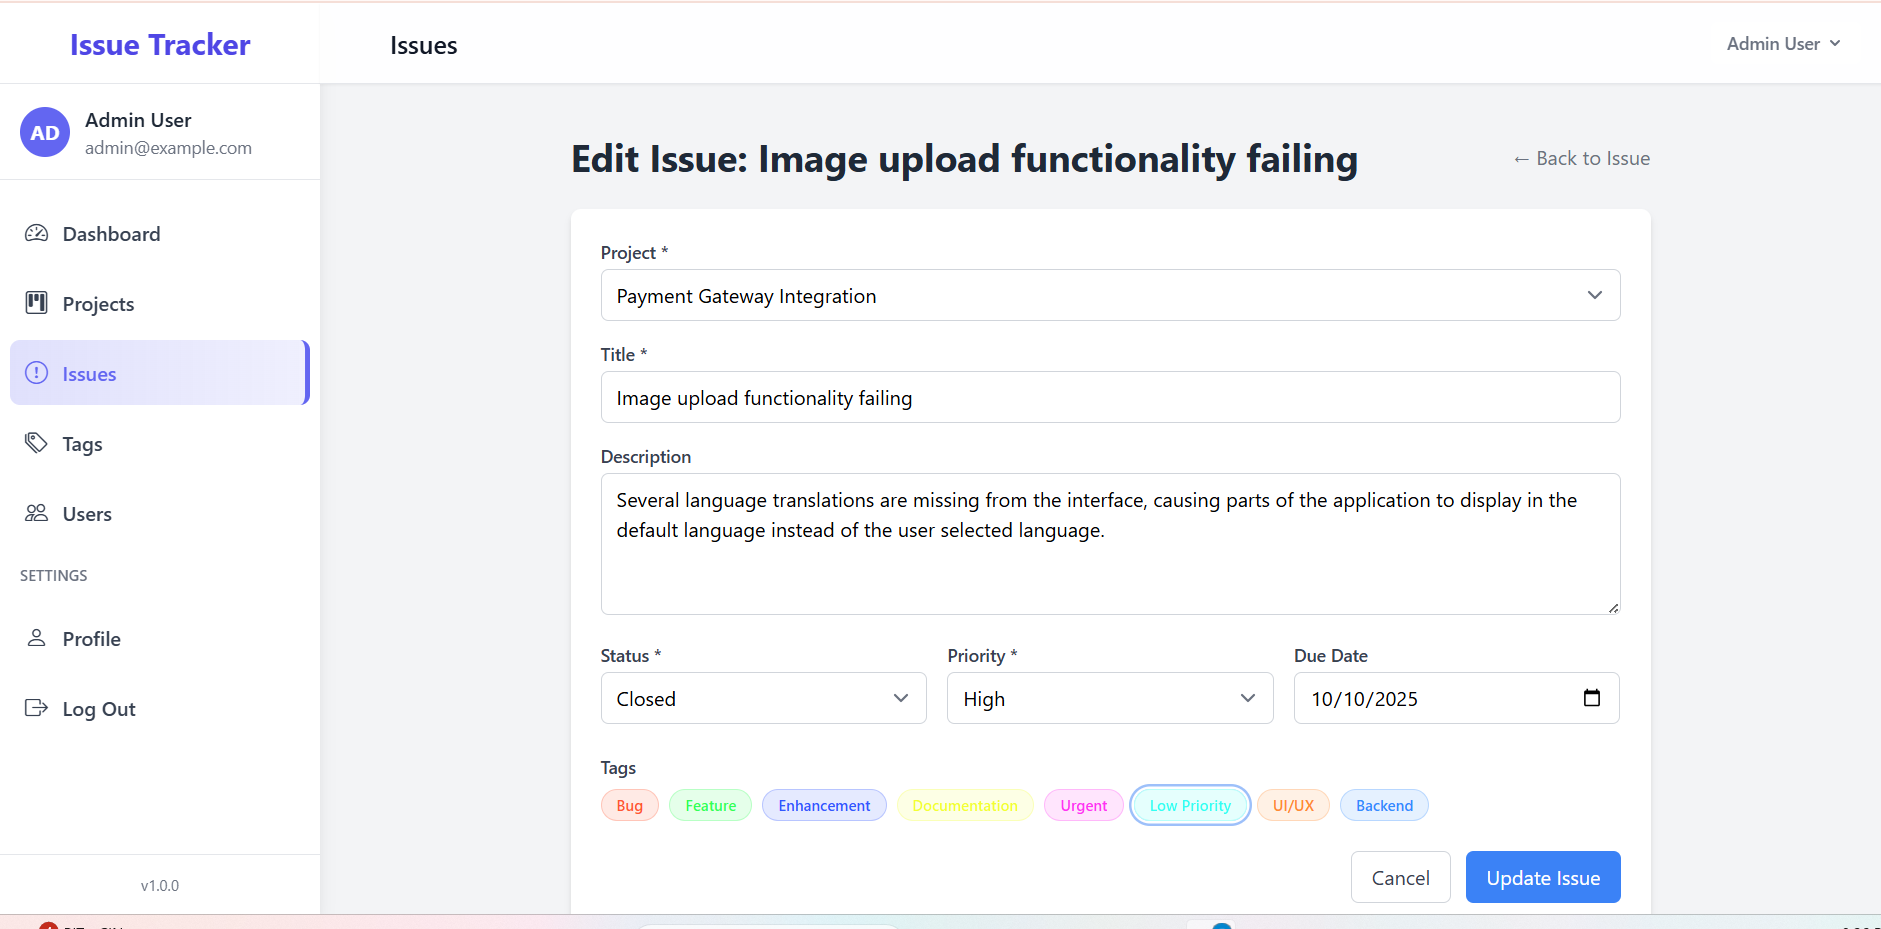 Issue Tracker
Issues
Admin User
AD
Admin User
admin@example.com
Dashboard
Projects
Issues
Tags
Users
SETTINGS
Profile
Log Out
v1.0.0
Edit Issue: Image upload functionality failing
← Back to Issue
Project *
Payment Gateway Integration
Title *
Image upload functionality failing
Description
Several language translations are missing from the interface, causing parts of the application to display in the
default language instead of the user selected language.
Status *
Priority *
Due Date
Closed
High
10/10/2025
Tags
Bug
Feature
Enhancement
Documentation
Urgent
Low Priority
UI/UX
Backend
Cancel
Update Issue